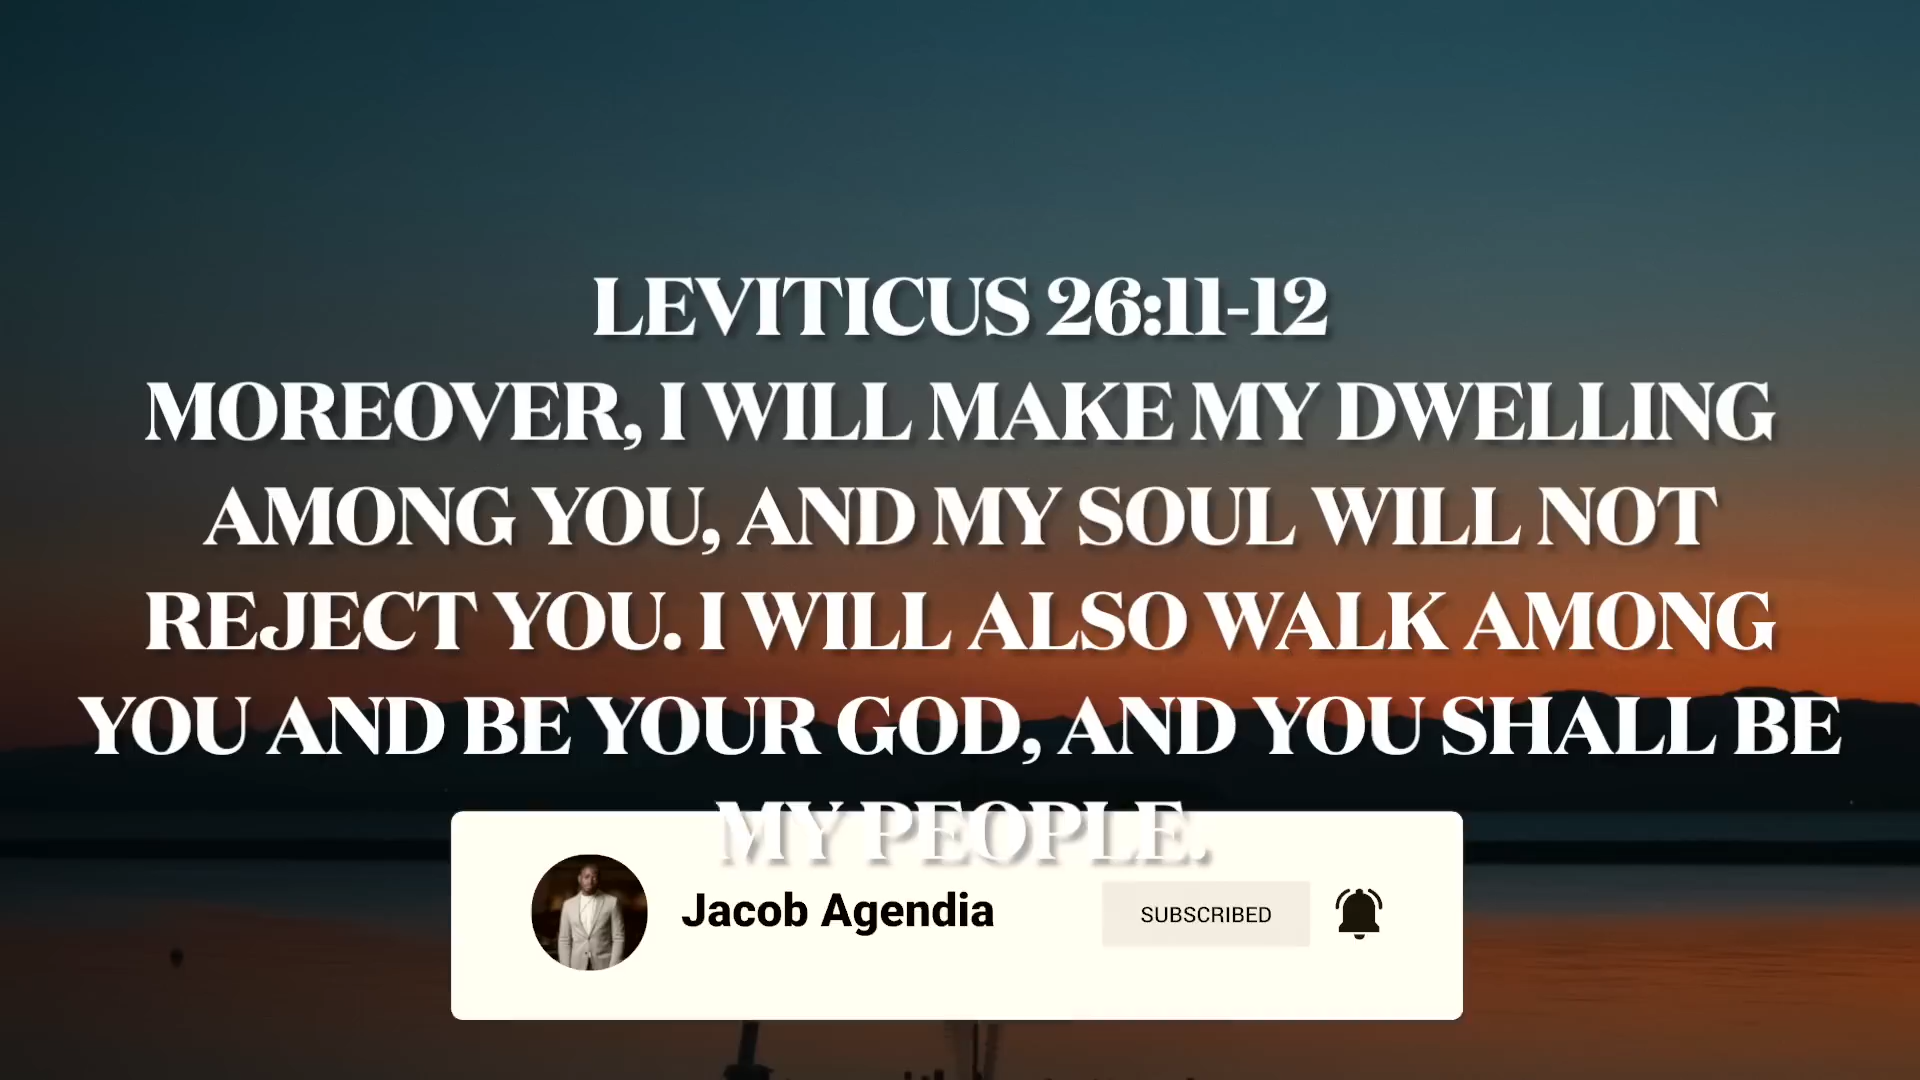 LEVITICUS 26:11-12
MOREOVER, I WILL MAKE MY DWELLING
AMONG YOU, AND MY SOUL WILL NOT
REJECT YOU. I WILL ALSO WALK AMONG
YOU AND BE YOUR GOD, AND YOU SHALL BE
MY PEOPLE.
Jacob Agendia
SUBSCRIBED